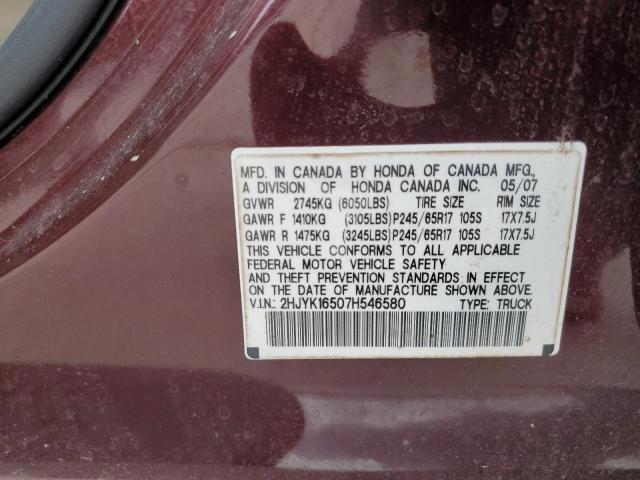 MFD. IN CANADA BY HONDA OF CANADA MFG.,
A DIVISION OF HONDA CANADA INC. 05/07
GVWR 2745KG (6050LBS) TIRE SIZE RIM SIZE
GAWR F 1410KG (3105LBS)P245/65R17 105S 17X7.5J
GAWR R 1475KG (3245LBS)P245/65R17 105S 17X7.5J
THIS VEHICLE CONFORMS TO ALL APPLICABLE
FEDERAL MOTOR VEHICLE SAFETY
AND THEFT PREVENTION STANDARDS IN EFFECT
ON THE DATE OF MANUFACTURE SHOWN ABOVE.
V.I.N.: 2HJYK16507H546580 TYPE: TRUCK